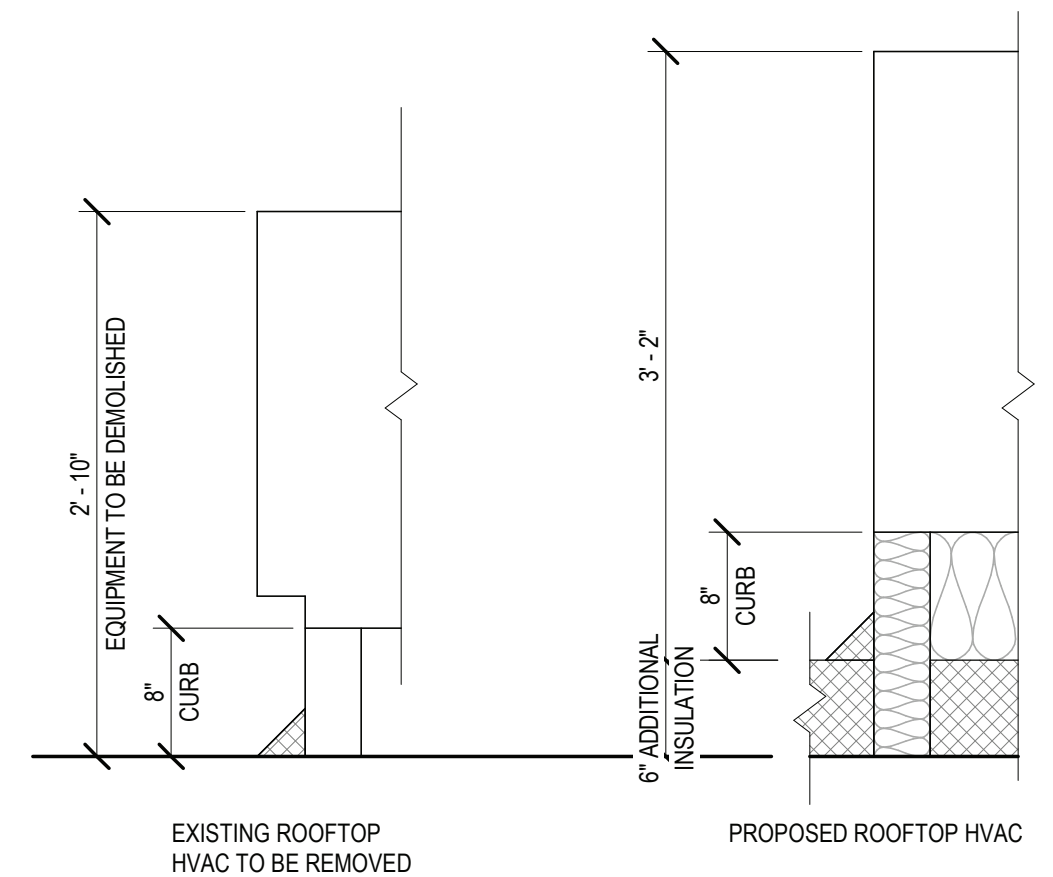 2' - 10"
EQUIPMENT TO BE DEMOLISHED
8"
CURB
EXISTING ROOFTOP
HVAC TO BE REMOVED
3' - 2"
8"
CURB
6" ADDITIONAL
INSULATION
PROPOSED ROOFTOP HVAC